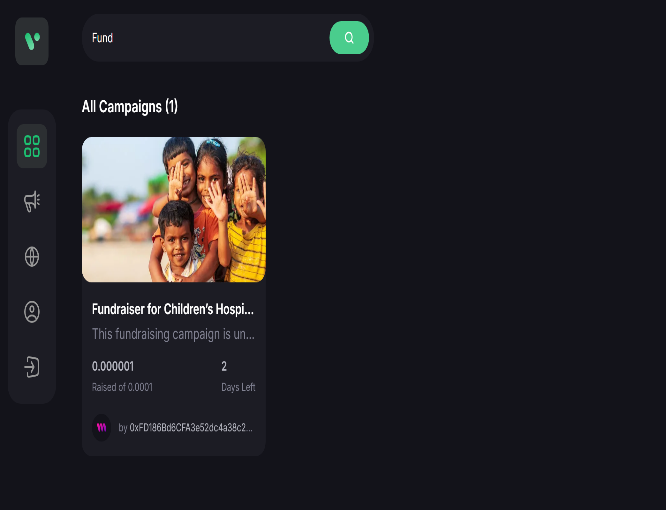 Fund
All Campaigns (1)
Fundraiser for Children's Hospi...
This fundraising campaign is un...
0.000001
2
Raised of 0.0001
Days Left
by 0xFD186Bd6CFA3e52dc4a38c2...